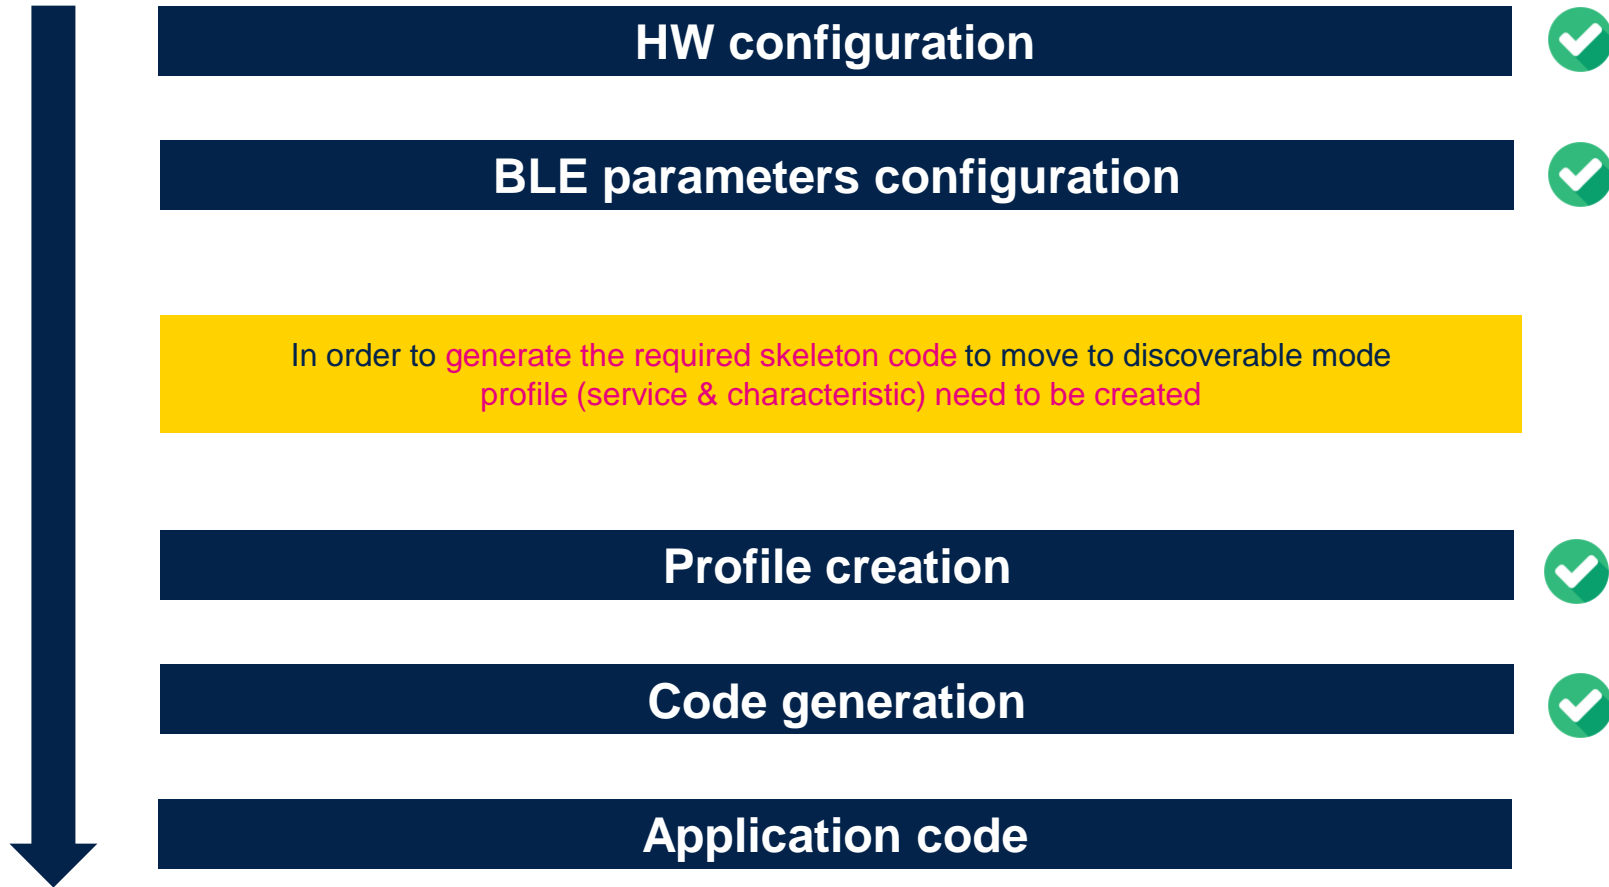 HW configuration
BLE parameters configuration
In order to generate the required skeleton code to move to discoverable mode
profile (service & characteristic) need to be created
Profile creation
Code generation
Application code